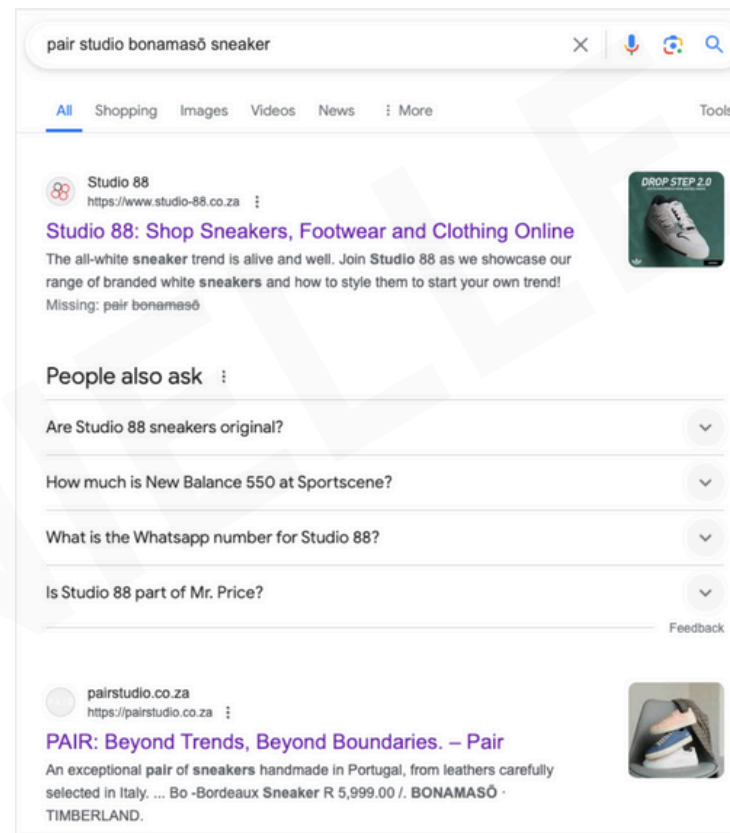 pair studio bonamasō sneaker
All Shopping Images Videos News More Tools
Studio 88
https://www.studio-88.co.za
DROP STEP 2.0
Studio 88: Shop Sneakers, Footwear and Clothing Online
The all-white sneaker trend is alive and well. Join Studio 88 as we showcase our
range of branded white sneakers and how to style them to start your own trend!
Missing: pair bonamasō
People also ask
Are Studio 88 sneakers original?
How much is New Balance 550 at Sportscene?
What is the Whatsapp number for Studio 88?
Is Studio 88 part of Mr. Price?
Feedback
pairstudio.co.za
https://pairstudio.co.za
PAIR: Beyond Trends, Beyond Boundaries. – Pair
An exceptional pair of sneakers handmade in Portugal, from leathers carefully
selected in Italy. ... Bo -Bordeaux Sneaker R 5,999.00 /. BONAMASŌ ·
TIMBERLAND.